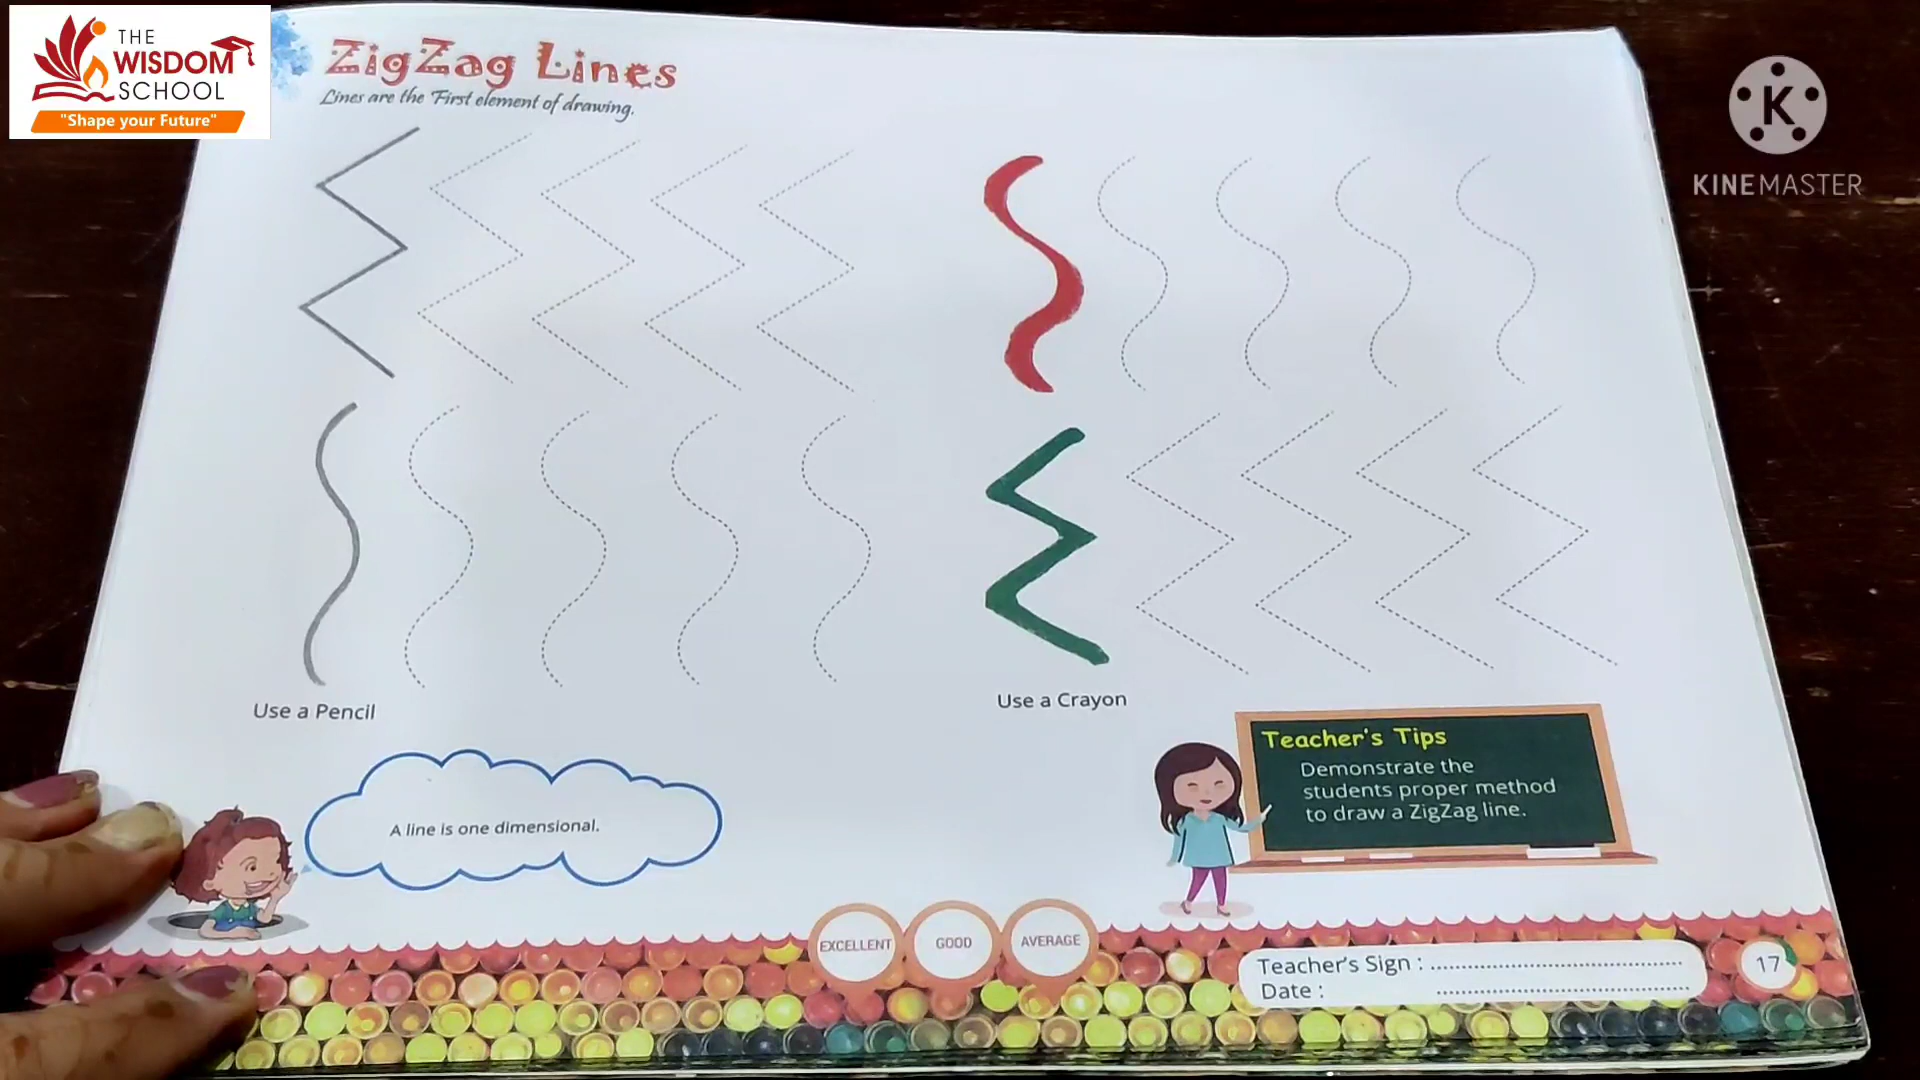 THE
WISDOM
SCHOOL
"Shape your Future"
ZigZag Lines
Lines are the First element of drawing.
K
KINEMASTER
Use a Pencil
Use a Crayon
A line is one dimensional.
Teacher's Tips
Demonstrate the
students proper method
to draw a ZigZag line.
EXCELLENT
GOOD
AVERAGE
Teacher's Sign : ........................................
Date : ........................................
17